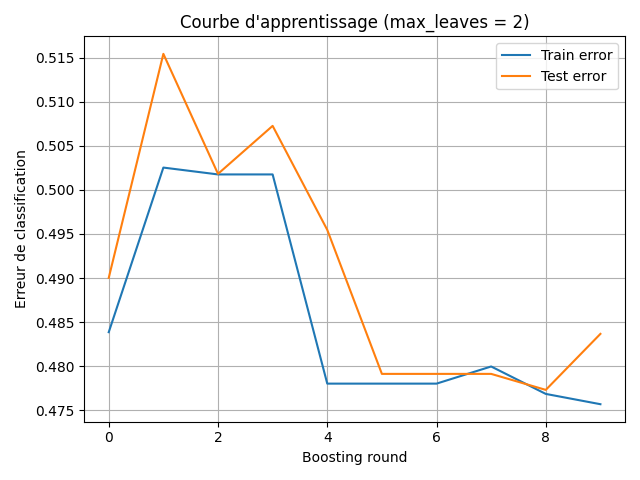 Courbe d'apprentissage (max_leaves = 2)
Train error
Test error
Erreur de classification
0.515
0.510
0.505
0.500
0.495
0.490
0.485
0.480
0.475
0 2 4 6 8
Boosting round